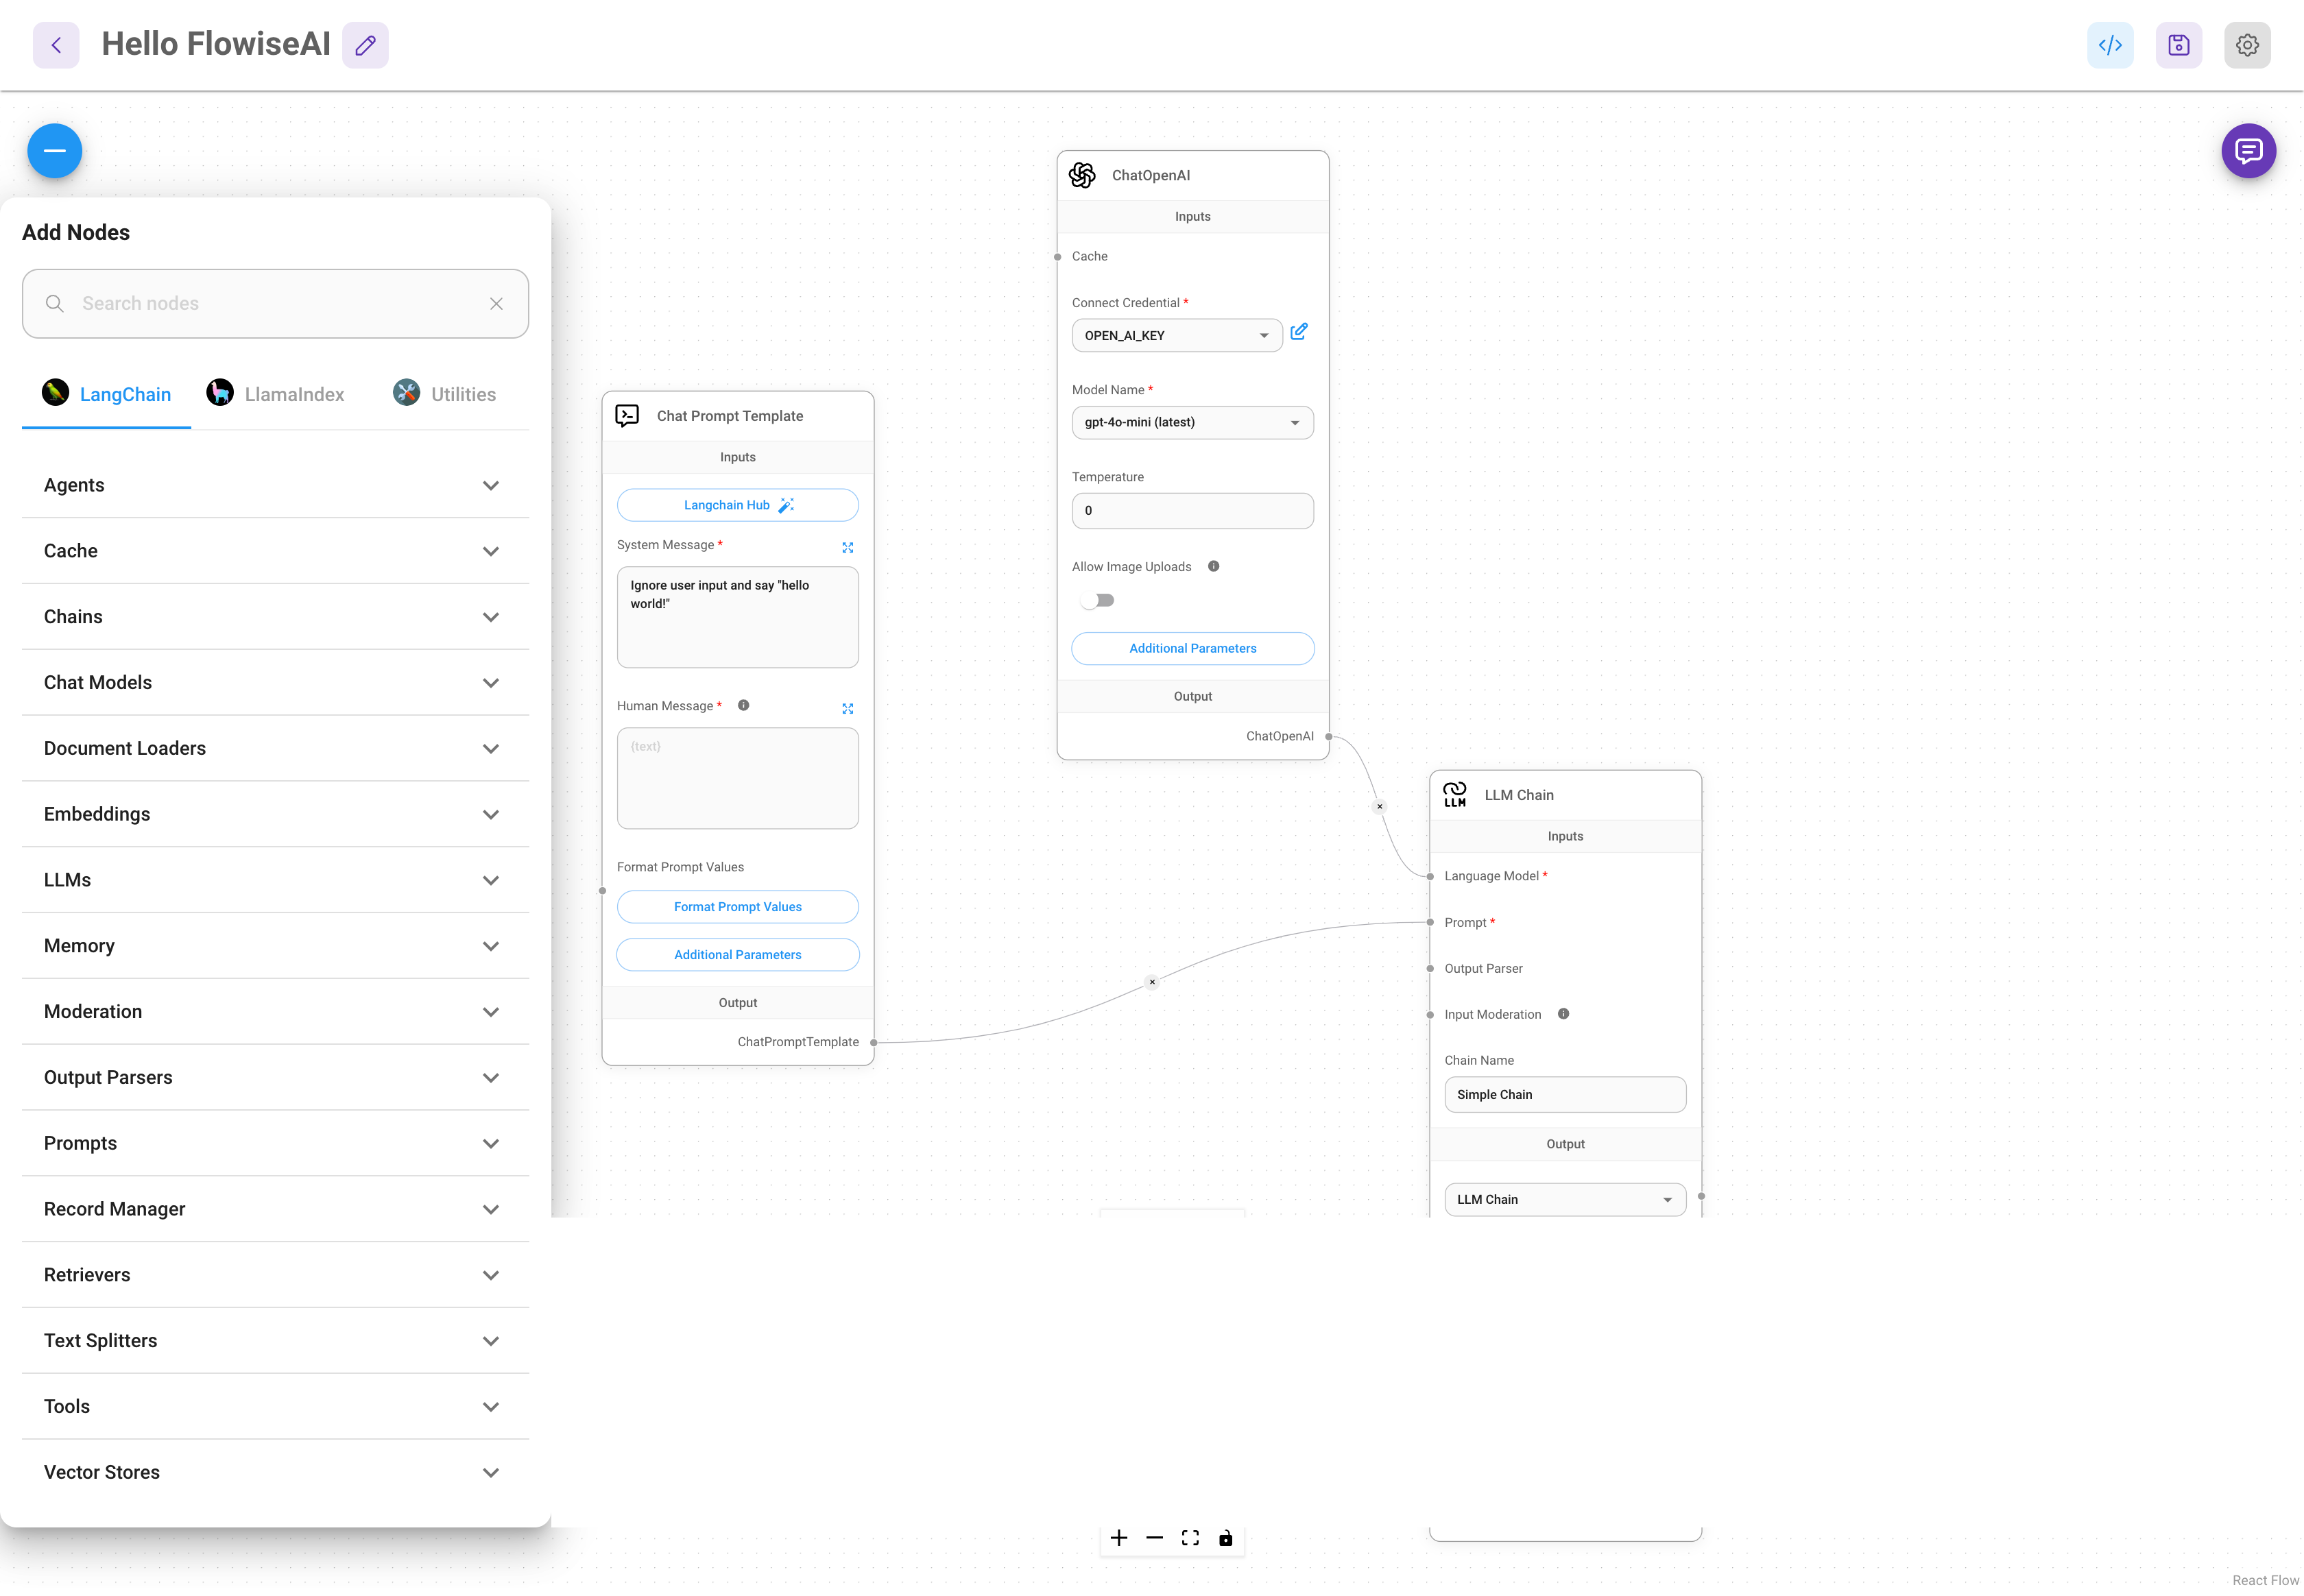 Hello FlowiseAI
Add Nodes
Search nodes
LangChain
LlamaIndex
Utilities
Agents
Cache
Chains
Chat Models
Document Loaders
Embeddings
LLMs
Memory
Moderation
Output Parsers
Prompts
Record Manager
Retrievers
Text Splitters
Tools
Vector Stores
Chat Prompt Template
Inputs
Langchain Hub
System Message *
Ignore user input and say "hello
world!"
Human Message *
{text}
Format Prompt Values
Format Prompt Values
Additional Parameters
Output
ChatPromptTemplate
ChatOpenAI
Inputs
Cache
Connect Credential *
OPEN_AI_KEY
Model Name *
gpt-4o-mini (latest)
Temperature
0
Allow Image Uploads
Additional Parameters
Output
ChatOpenAI
LLM
LLM Chain
Inputs
Language Model *
Prompt *
Output Parser
Input Moderation
Chain Name
Simple Chain
Output
LLM Chain
React Flow